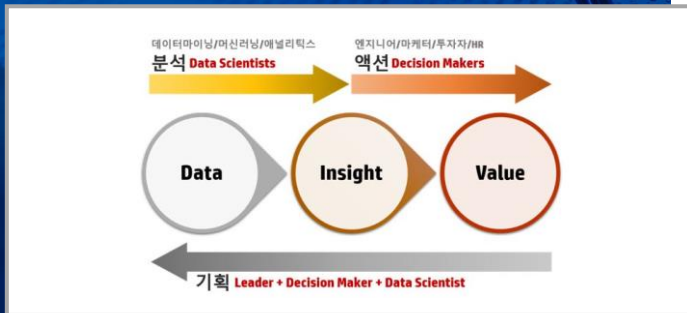 데이터마이닝/머신러닝/애널리틱스
분석 Data Scientists
엔지니어/마케터/투자자/HR
액션 Decision Makers
Data
Insight
Value
기획 Leader + Decision Maker + Data Scientist